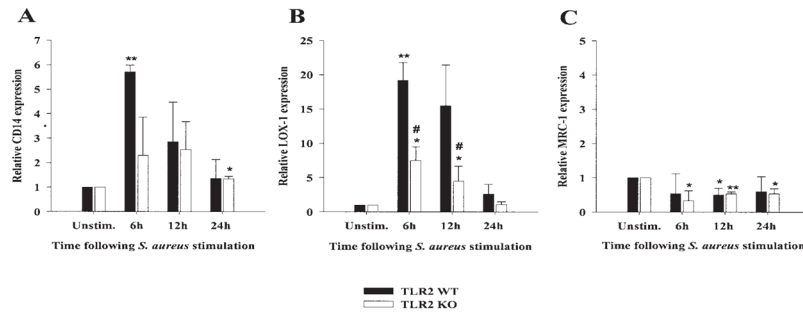 A
Relative CD14 expression
7
6
5
4
3
2
1
0
**
*
Unstim. 6h 12h 24h
Time following S. aureus stimulation
B
Relative LOX-1 expression
25
20
15
10
5
0
**
#
*
#
*
Unstim. 6h 12h 24h
Time following S. aureus stimulation
C
Relative MRC-1 expression
5
4
3
2
1
0
*
*
**
*
Unstim. 6h 12h 24h
Time following S. aureus stimulation
TLR2 WT
TLR2 KO